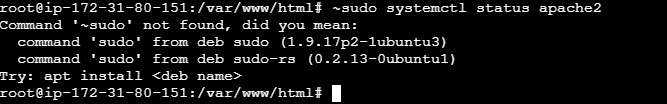 root@ip-172-31-80-151:/var/www/html# ~sudo systemctl status apache2
Command '~sudo' not found, did you mean:
  command 'sudo' from deb sudo (1.9.17p2-1ubuntu3)
  command 'sudo' from deb sudo-rs (0.2.13-0ubuntu1)
Try: apt install <deb name>
root@ip-172-31-80-151:/var/www/html#